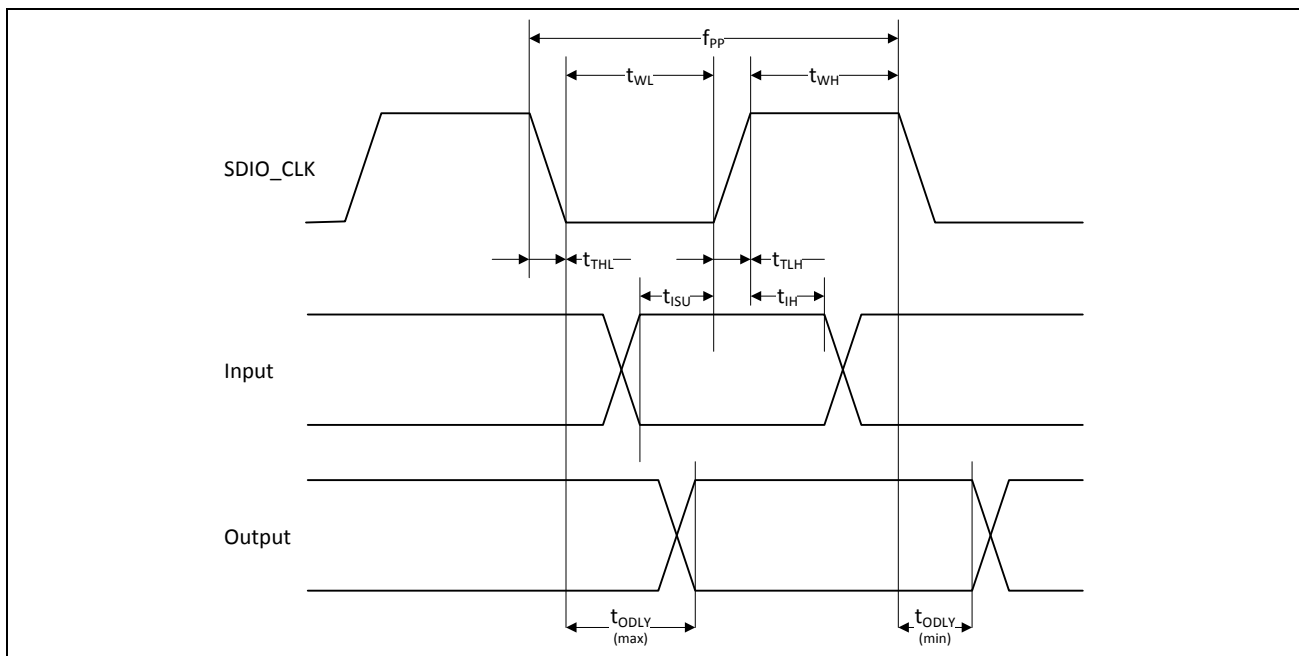 fPP
tWL
tWH
SDIO_CLK
tTHL
tTLH
tISU
tIH
Input
Output
tODLY
(max)
tODLY
(min)